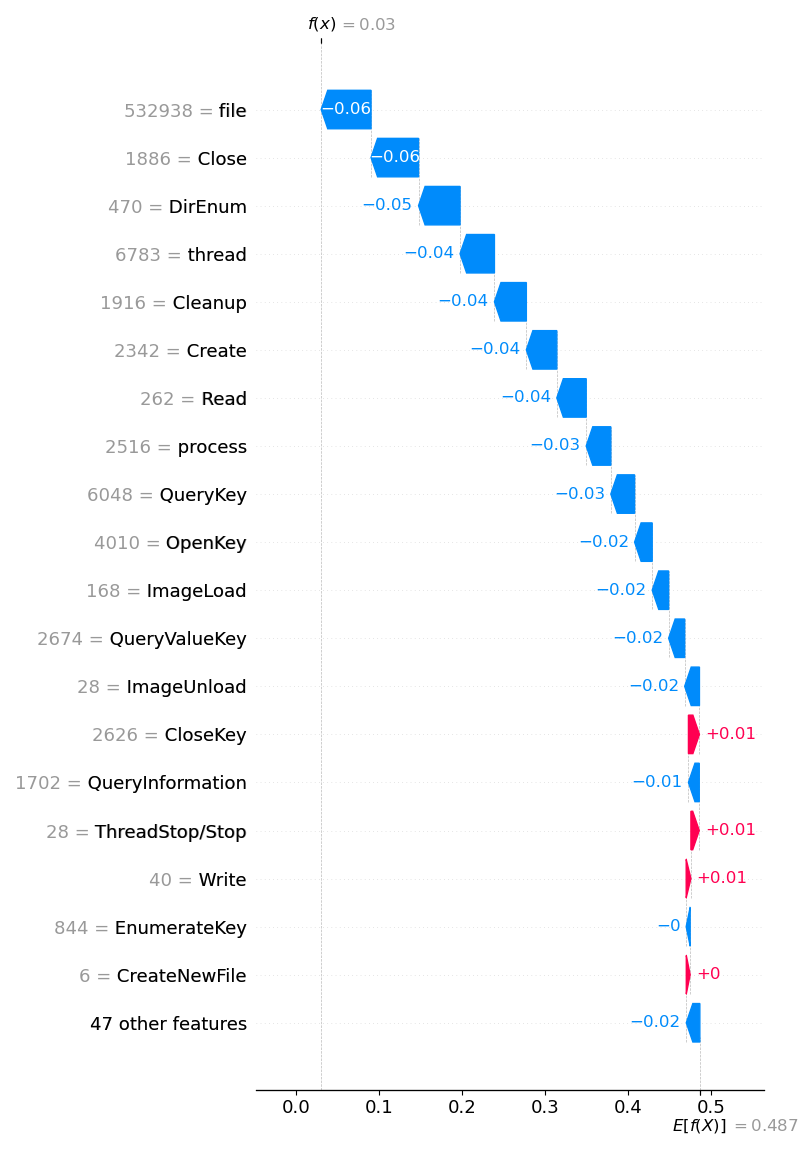 f(x) = 0.03
532938 = file −0.06
1886 = Close −0.06
470 = DirEnum −0.05
6783 = thread −0.04
1916 = Cleanup −0.04
2342 = Create −0.04
262 = Read −0.04
2516 = process −0.03
6048 = QueryKey −0.03
4010 = OpenKey −0.02
168 = ImageLoad −0.02
2674 = QueryValueKey −0.02
28 = ImageUnload −0.02
2626 = CloseKey +0.01
1702 = QueryInformation −0.01
28 = ThreadStop/Stop +0.01
40 = Write +0.01
844 = EnumerateKey −0
6 = CreateNewFile +0
47 other features −0.02
0.0 0.1 0.2 0.3 0.4 0.5
E[f(X)] = 0.487